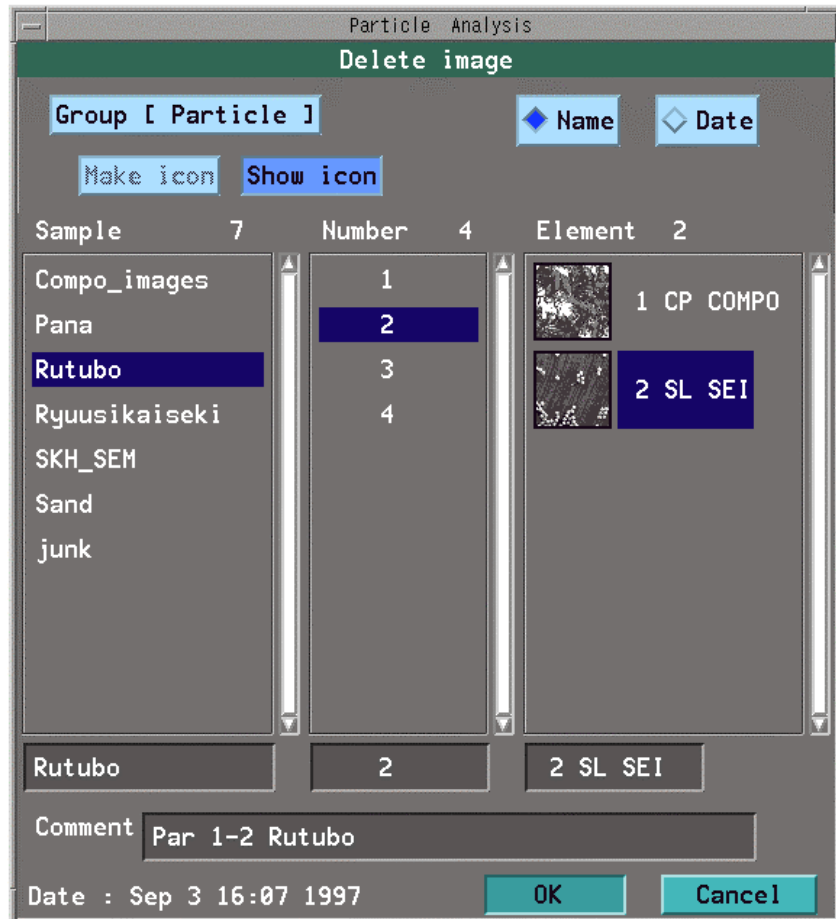 Particle Analysis
Delete image
Group [ Particle ]
Name
Date
Make icon
Show icon
Sample 7
Number 4
Element 2
Compo_images
Pana
Rutubo
Ryuusikaiseki
SKH_SEM
Sand
junk
1
2
3
4
1 CP COMPO
2 SL SEI
Rutubo
2
2 SL SEI
Comment
Par 1-2 Rutubo
Date : Sep 3 16:07 1997
OK
Cancel